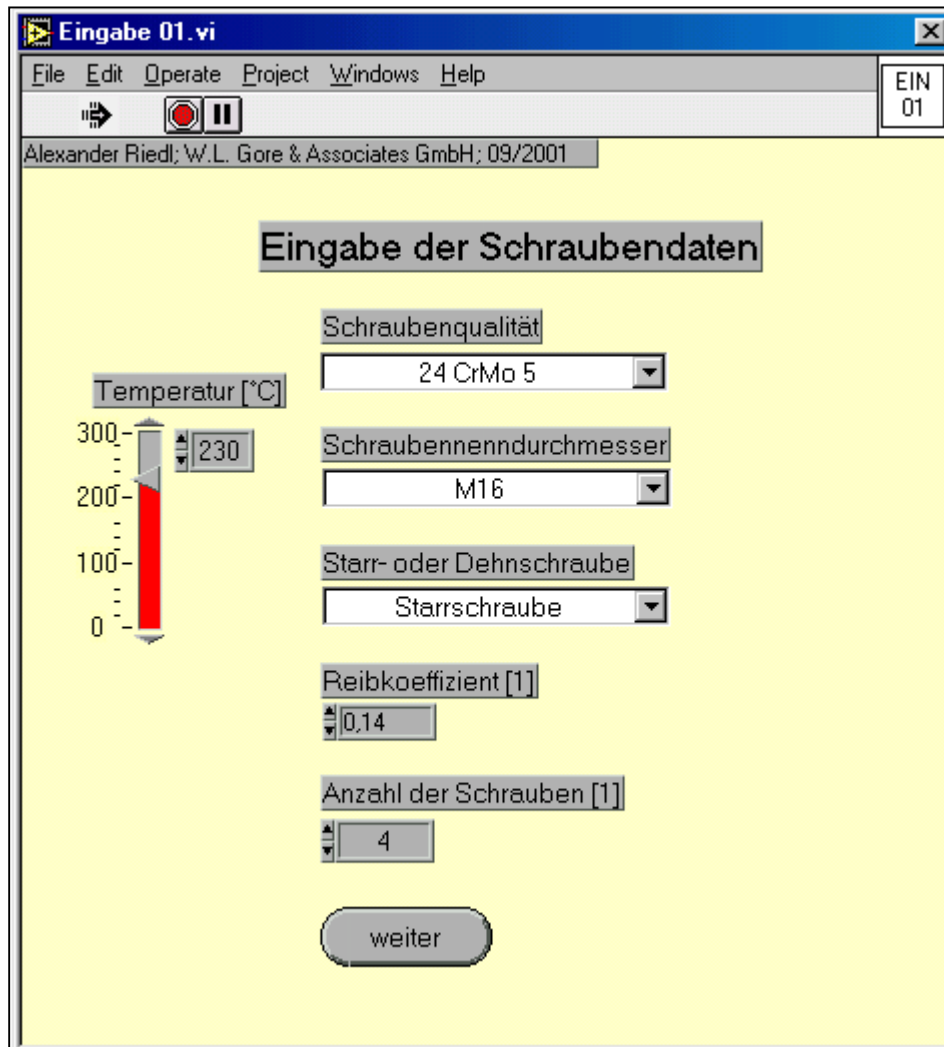 Eingabe 01.vi
File Edit Operate Project Windows Help
EIN
01
Alexander Riedl; W.L. Gore & Associates GmbH; 09/2001
Eingabe der Schraubendaten
Schraubenqualität
24 CrMo 5
Temperatur [°C]
300
230
200
100
0
Schraubennenndurchmesser
M16
Starr- oder Dehnschraube
Starrschraube
Reibkoeffizient [1]
0,14
Anzahl der Schrauben [1]
4
weiter